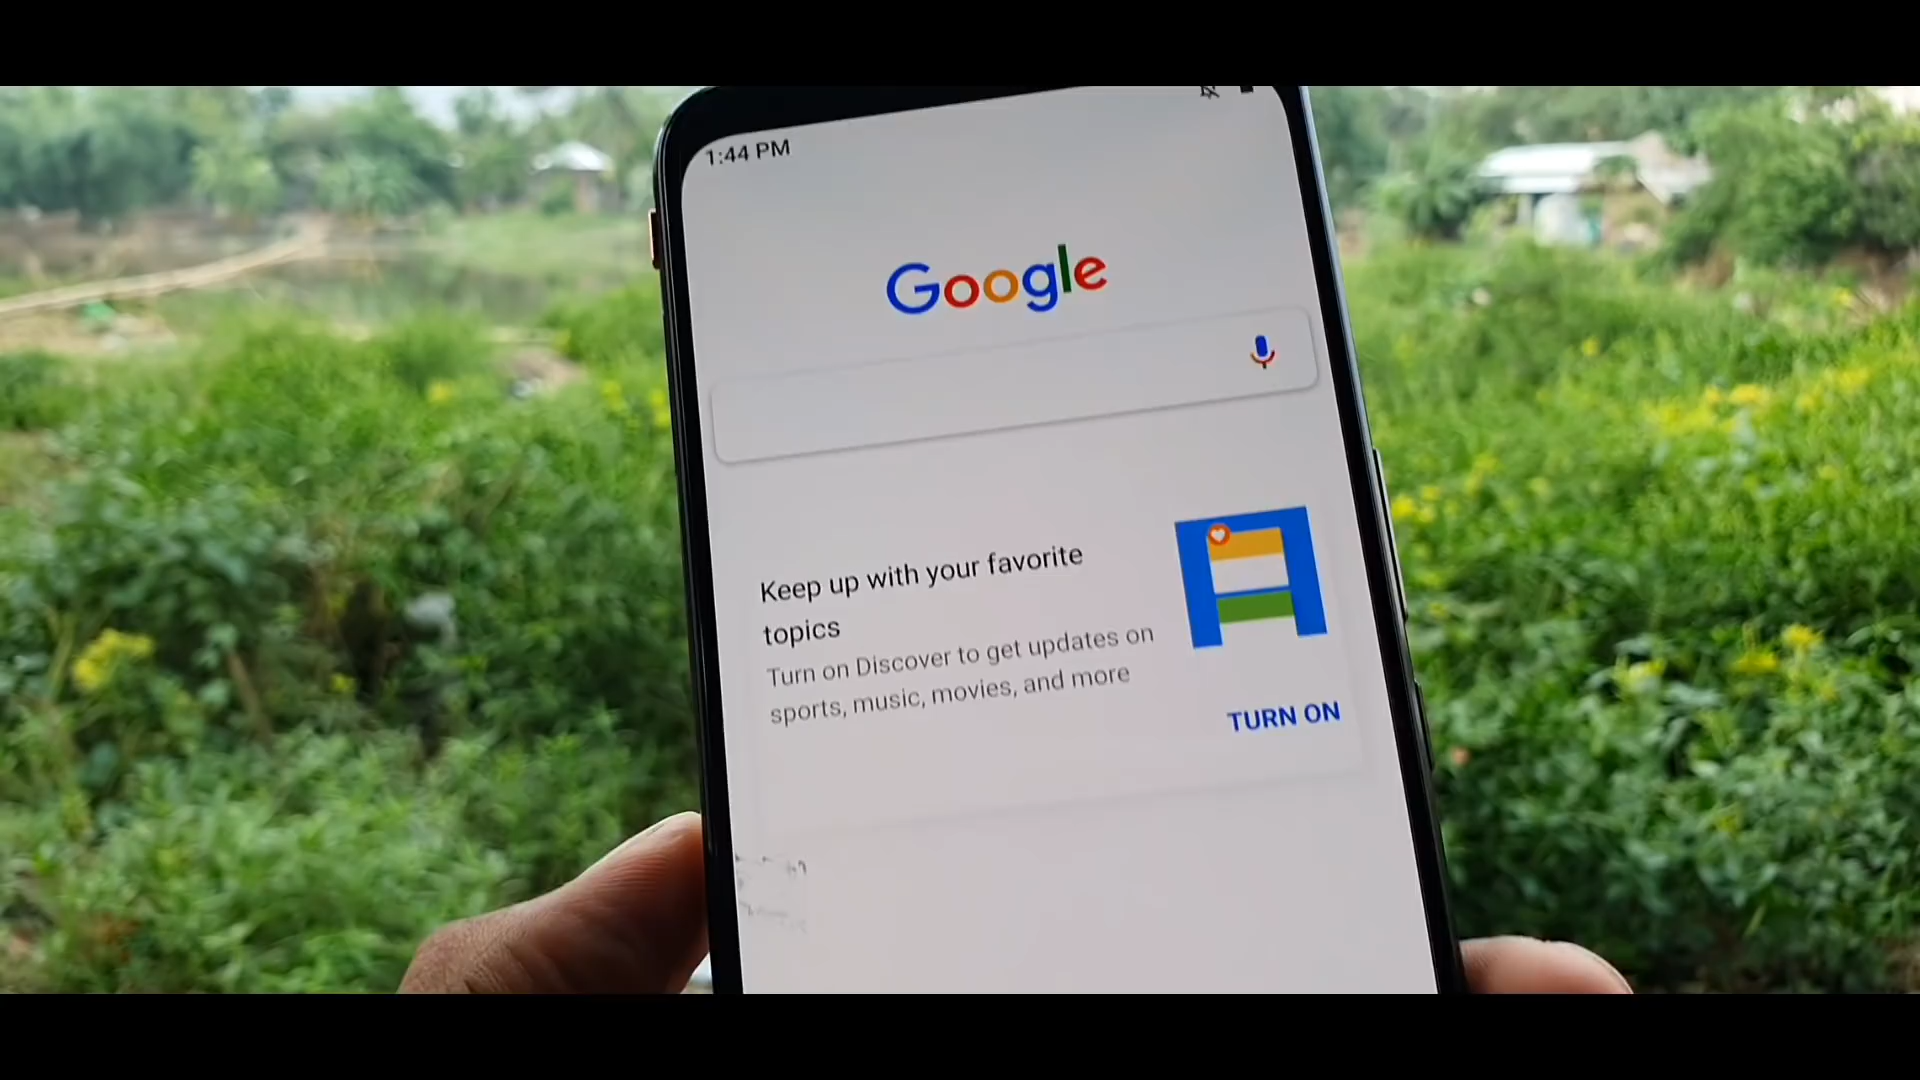 1:44 PM
Google
Keep up with your favorite
topics
Turn on Discover to get updates on
sports, music, movies, and more
TURN ON